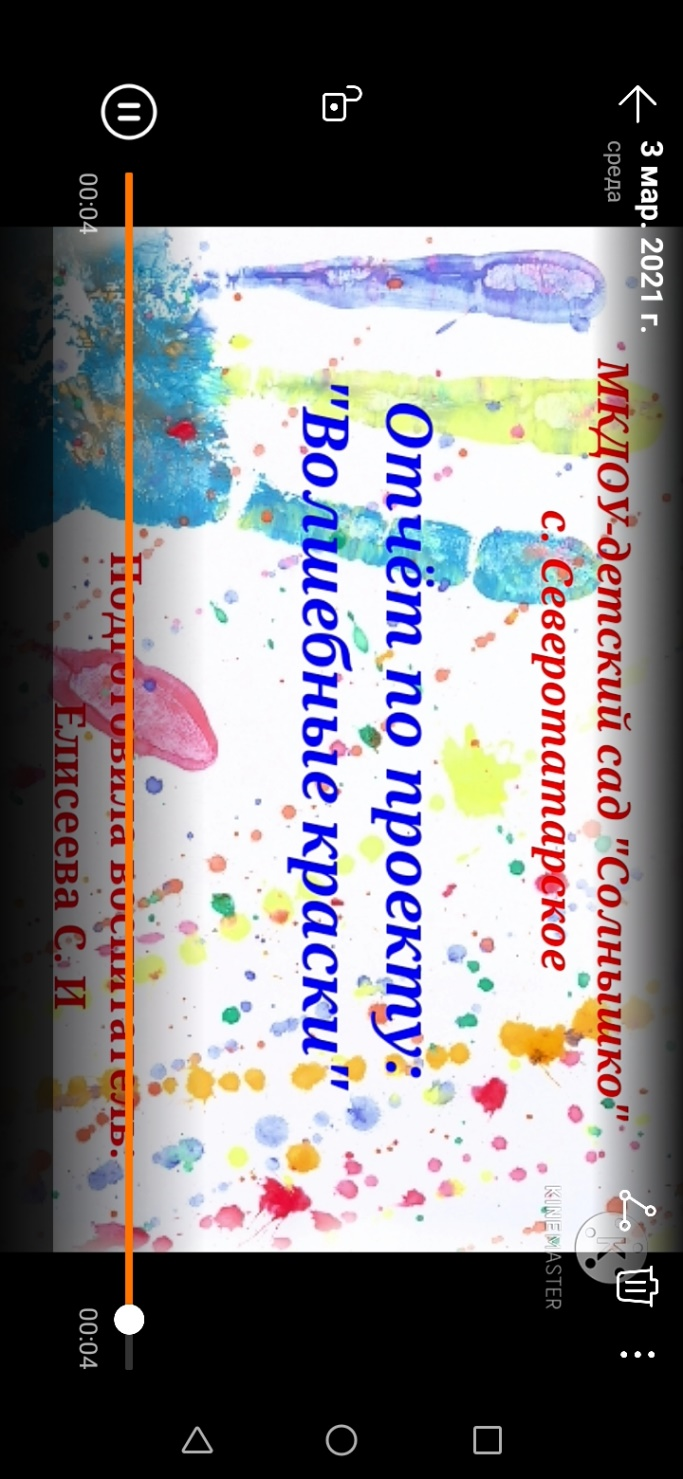 3 мар. 2021 г.
среда
МКДОУ-детский сад "Солнышко"
с. Северотатарское
KINEMASTER
Отчёт по проекту:
"Волшебные краски"
Подготовила воспитатель:
Елисеева С. И
00:04
00:04